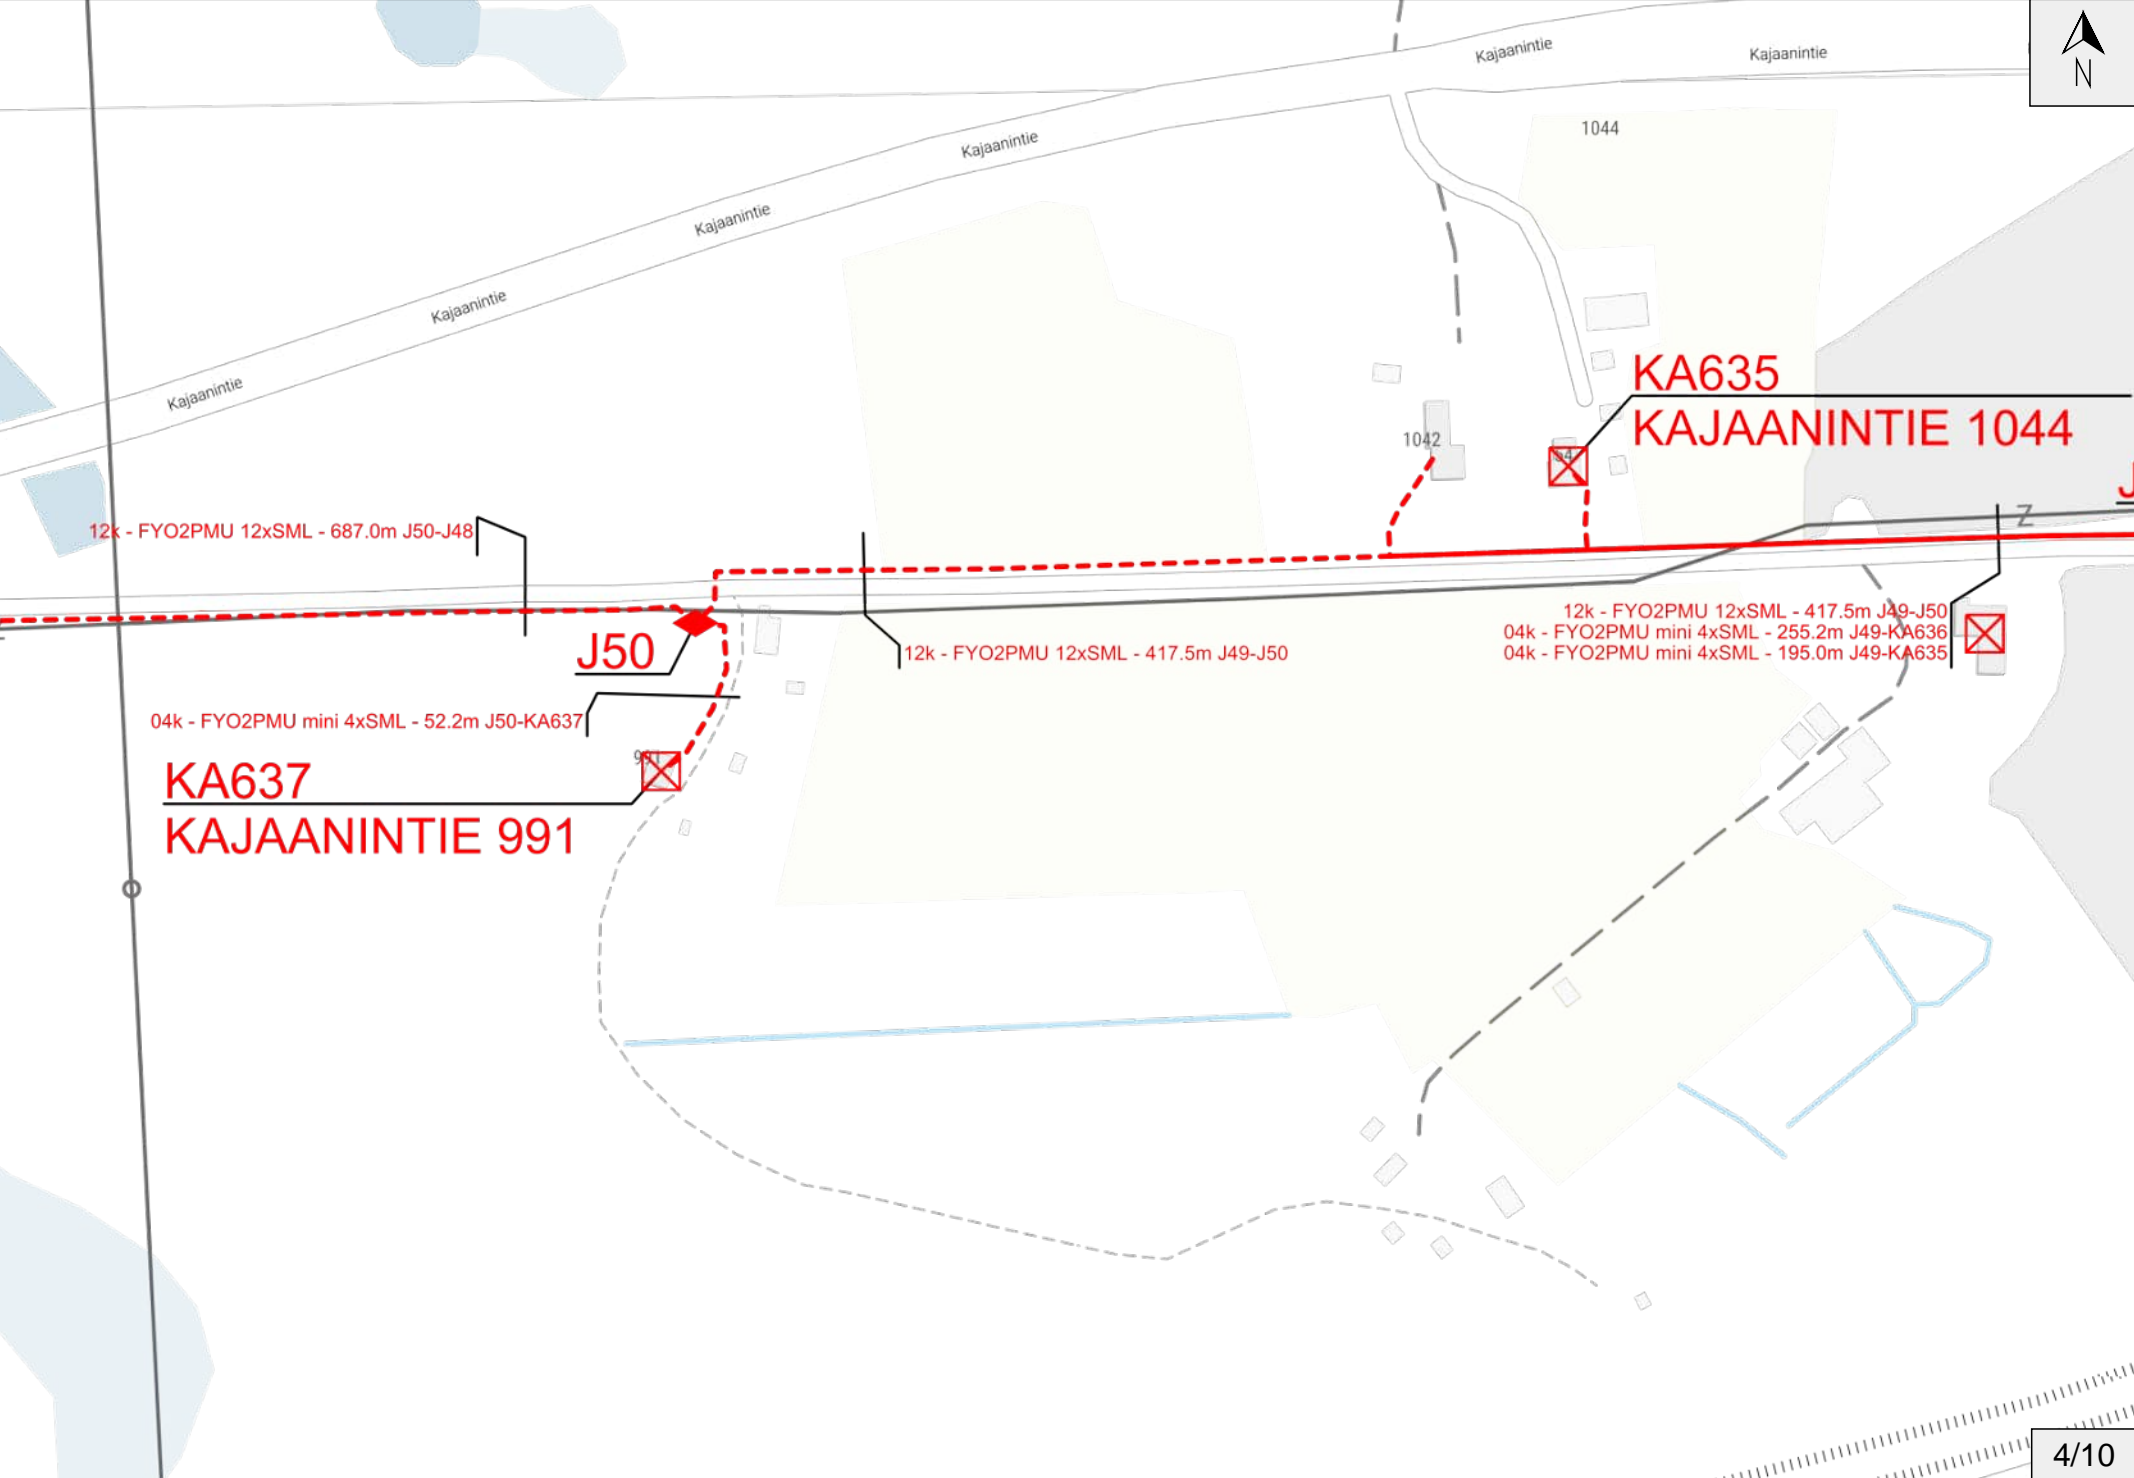 Kajaanintie
Kajaanintie
N
1044
Kajaanintie
Kajaanintie
Kajaanintie
Kajaanintie
KA635
KAJAANINTIE 1044
1042
J
Z
12k - FYO2PMU 12xSML - 687.0m J50-J48
12k - FYO2PMU 12xSML - 417.5m J49-J50
04k - FYO2PMU mini 4xSML - 255.2m J49-KA636
04k - FYO2PMU mini 4xSML - 195.0m J49-KA635
J50
12k - FYO2PMU 12xSML - 417.5m J49-J50
04k - FYO2PMU mini 4xSML - 52.2m J50-KA637
991
KA637
KAJAANINTIE 991
4/10